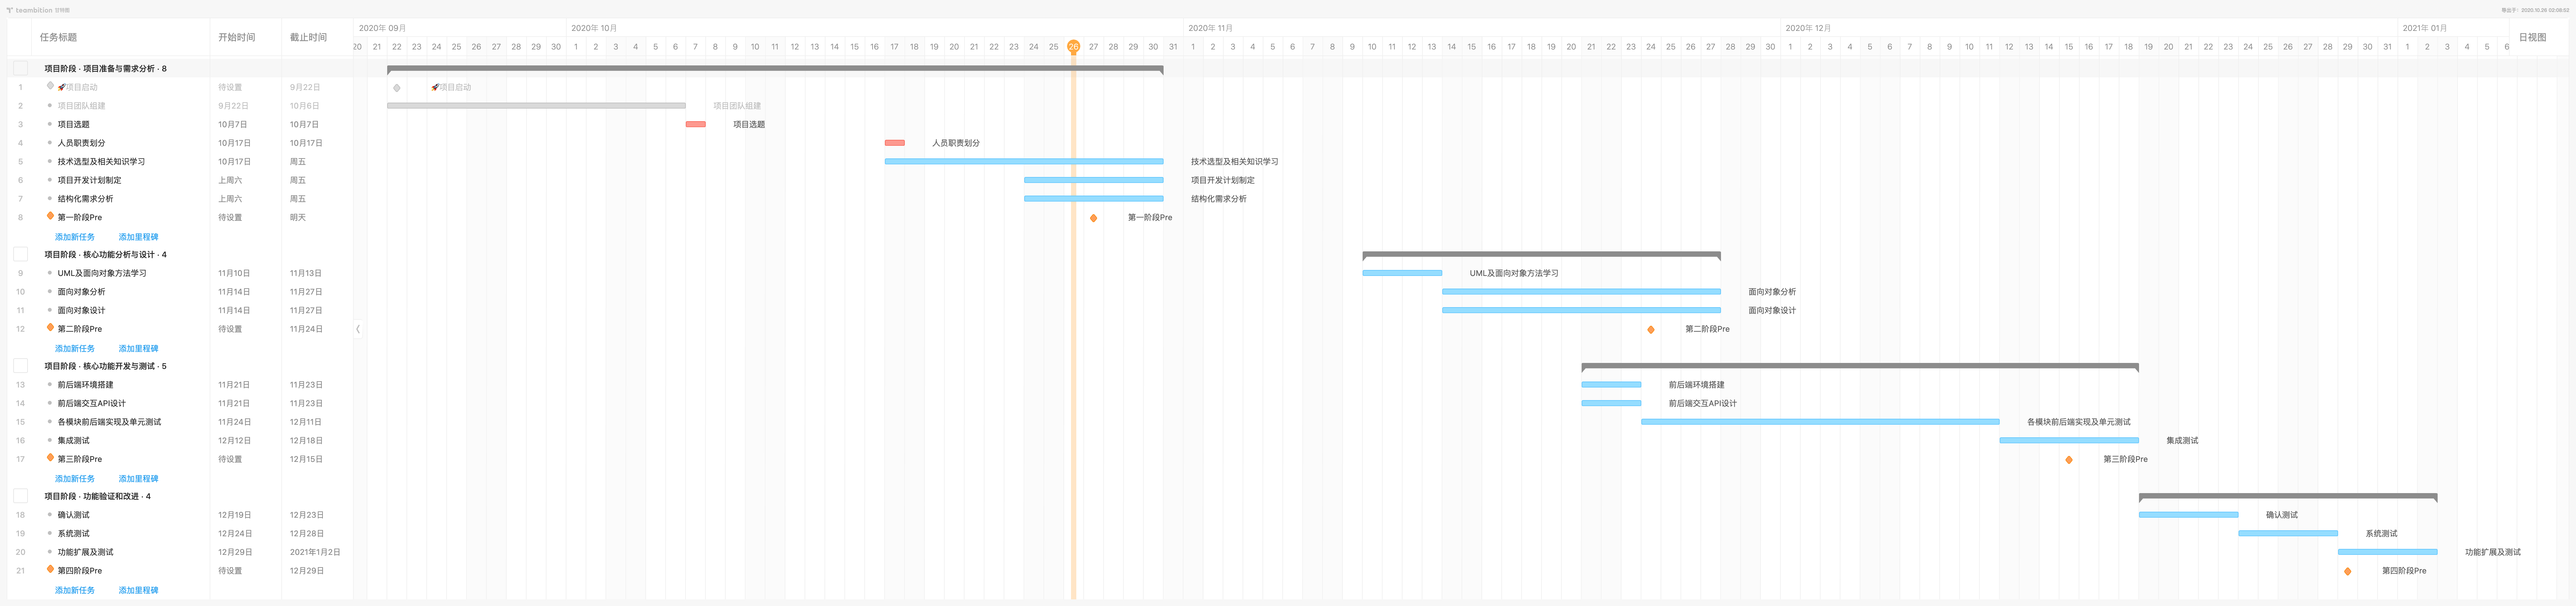 teambition 甘特图
导出于: 2020.10.26 02:06:52
任务标题 开始时间 截止时间 2020年 09月 2020年 10月 2020年 11月 2020年 12月 2021年 01月 日视图
20 21 22 23 24 25 26 27 28 29 30 1 2 3 4 5 6 7 8 9 10 11 12 13 14 15 16 17 18 19 20 21 22 23 24 25 26 27 28 29 30 31 1 2 3 4 5 6 7 8 9 10 11 12 13 14 15 16 17 18 19 20 21 22 23 24 25 26 27 28 29 30 1 2 3 4 5 6 7 8 9 10 11 12 13 14 15 16 17 18 19 20 21 22 23 24 25 26 27 28 29 30 31 1 2 3 4 5 6
项目阶段 · 项目准备与需求分析 · 8
1 🚀项目启动 待设置 9月22日 🚀项目启动
2 项目团队组建 9月22日 10月6日 项目团队组建
3 项目选题 10月7日 10月7日 项目选题
4 人员职责划分 10月17日 10月17日 人员职责划分
5 技术选型及相关知识学习 10月17日 周五 技术选型及相关知识学习
6 项目开发计划制定 上周六 周五 项目开发计划制定
7 结构化需求分析 上周六 周五 结构化需求分析
8 第一阶段Pre 待设置 明天 第一阶段Pre
添加新任务 添加里程碑
项目阶段 · 核心功能分析与设计 · 4
9 UML及面向对象方法学习 11月10日 11月13日 UML及面向对象方法学习
10 面向对象分析 11月14日 11月27日 面向对象分析
11 面向对象设计 11月14日 11月27日 面向对象设计
12 第二阶段Pre 待设置 11月24日 第二阶段Pre
添加新任务 添加里程碑
项目阶段 · 核心功能开发与测试 · 5
13 前后端环境搭建 11月21日 11月23日 前后端环境搭建
14 前后端交互API设计 11月21日 11月23日 前后端交互API设计
15 各模块前后端实现及单元测试 11月24日 12月11日 各模块前后端实现及单元测试
16 集成测试 12月12日 12月18日 集成测试
17 第三阶段Pre 待设置 12月15日 第三阶段Pre
添加新任务 添加里程碑
项目阶段 · 功能验证和改进 · 4
18 确认测试 12月19日 12月23日 确认测试
19 系统测试 12月24日 12月28日 系统测试
20 功能扩展及测试 12月29日 2021年1月2日 功能扩展及测试
21 第四阶段Pre 待设置 12月29日 第四阶段Pre
添加新任务 添加里程碑